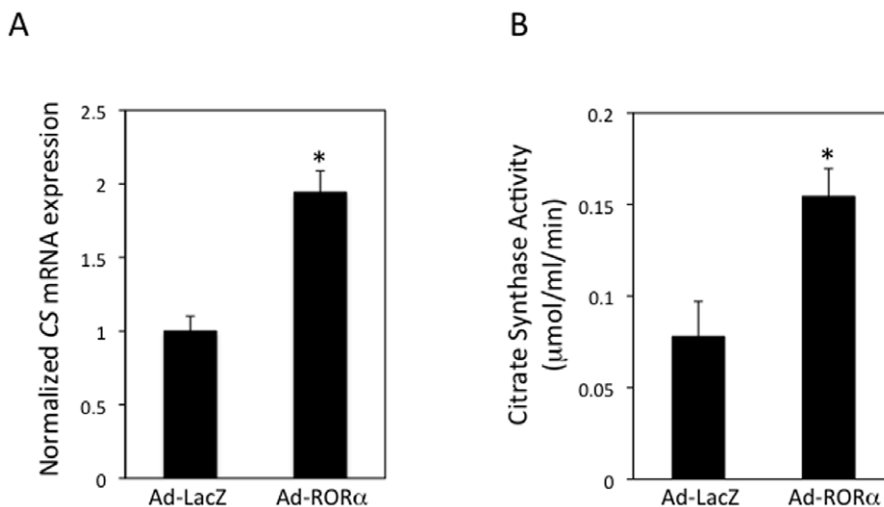 A
B
Normalized CS mRNA expression
2.5
2
1.5
1
0.5
0
*
Ad-LacZ
Ad-RORα
Citrate Synthase Activity
(μmol/ml/min)
0.2
0.15
0.1
0.05
0
*
Ad-LacZ
Ad-RORα